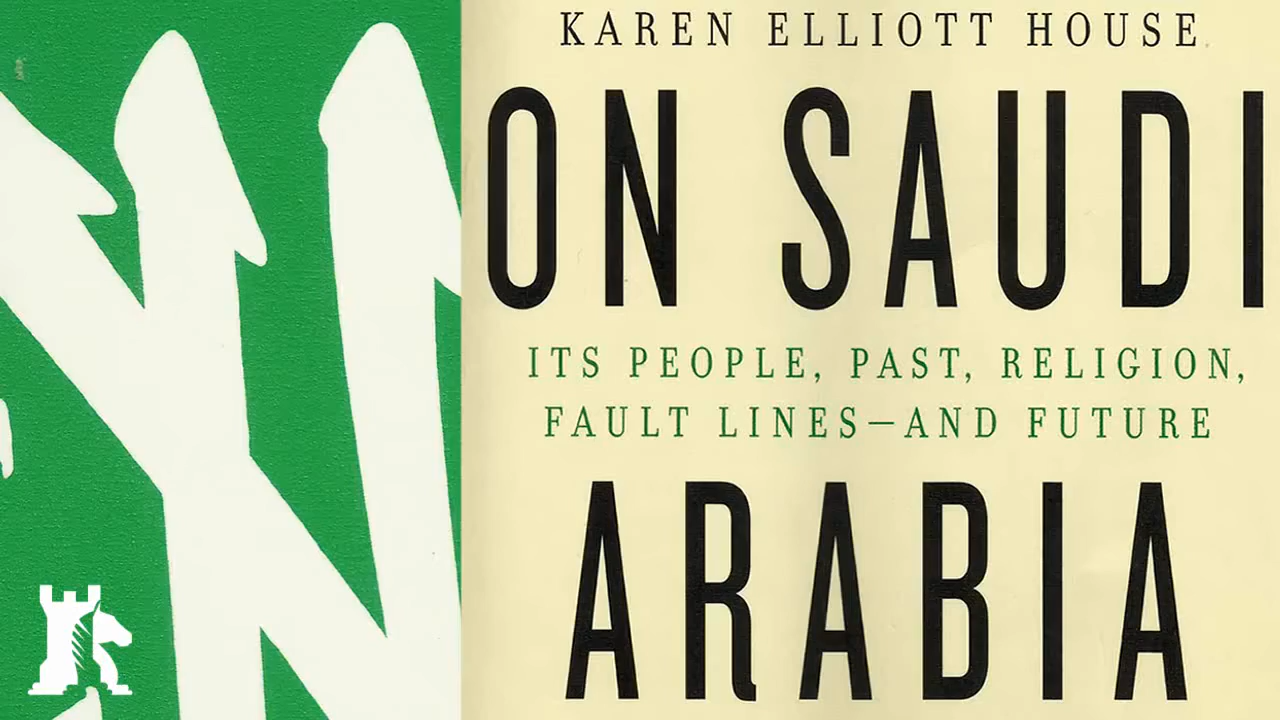 KAREN ELLIOTT HOUSE
ON SAUDI
ITS PEOPLE, PAST, RELIGION,
FAULT LINES—AND FUTURE
ARABIA